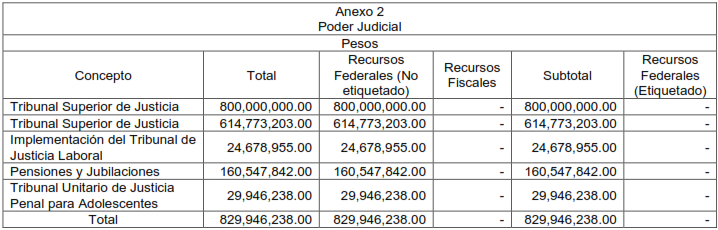 Anexo 2
Poder Judicial
Pesos
Concepto Total Recursos Federales (No etiquetado) Recursos Fiscales Subtotal Recursos Federales (Etiquetado)
Tribunal Superior de Justicia 800,000,000.00 800,000,000.00 - 800,000,000.00 -
Tribunal Superior de Justicia 614,773,203.00 614,773,203.00 - 614,773,203.00 -
Implementación del Tribunal de Justicia Laboral 24,678,955.00 24,678,955.00 - 24,678,955.00 -
Pensiones y Jubilaciones 160,547,842.00 160,547,842.00 - 160,547,842.00 -
Tribunal Unitario de Justicia Penal para Adolescentes 29,946,238.00 29,946,238.00 - 29,946,238.00 -
Total 829,946,238.00 829,946,238.00 - 829,946,238.00 -